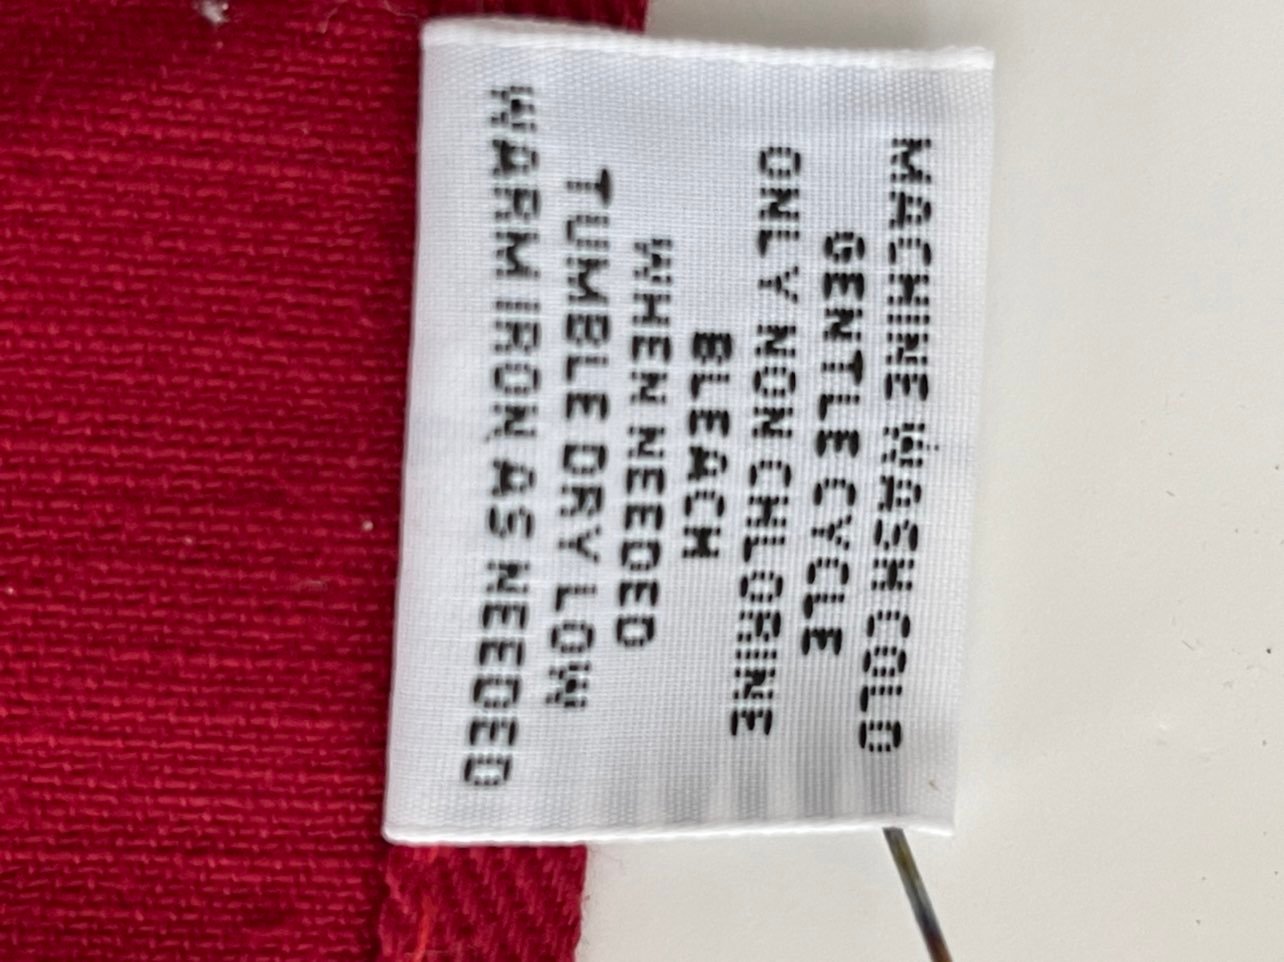 MACHINE WASH COLD
GENTLE CYCLE
ONLY NON CHLORINE
BLEACH
WHEN NEEDED
TUMBLE DRY LOW
WARM IRON AS NEEDED